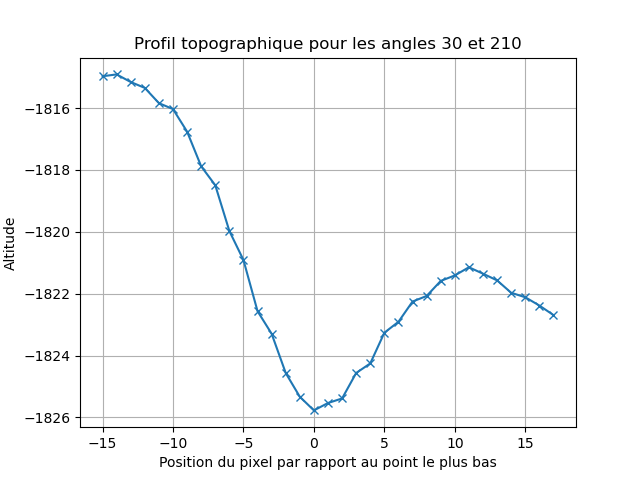 Profil topographique pour les angles 30 et 210
Altitude
−1816
−1818
−1820
−1822
−1824
−1826
−15 −10 −5 0 5 10 15
Position du pixel par rapport au point le plus bas